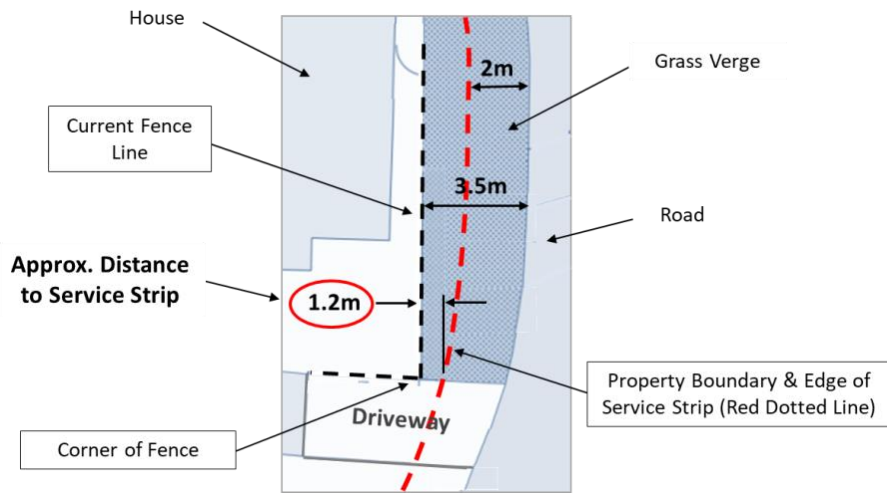 House
2m
Grass Verge
Current Fence
Line
3.5m
Road
Approx. Distance
to Service Strip
1.2m
Property Boundary & Edge of
Service Strip (Red Dotted Line)
Driveway
Corner of Fence